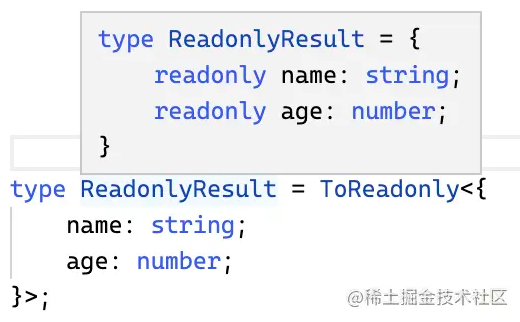 type ReadonlyResult = {
    readonly name: string;
    readonly age: number;
}
type ReadonlyResult = ToReadonly<{
    name: string;
    age: number;
}>;
@稀土掘金技术社区